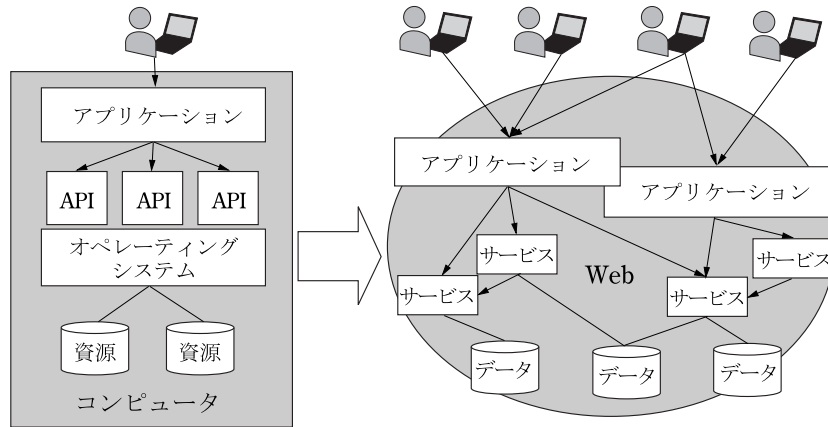 アプリケーション
API
API
API
オペレーティング
システム
資源
資源
コンピュータ
アプリケーション
アプリケーション
サービス
サービス
サービス
サービス
Web
データ
データ
データ